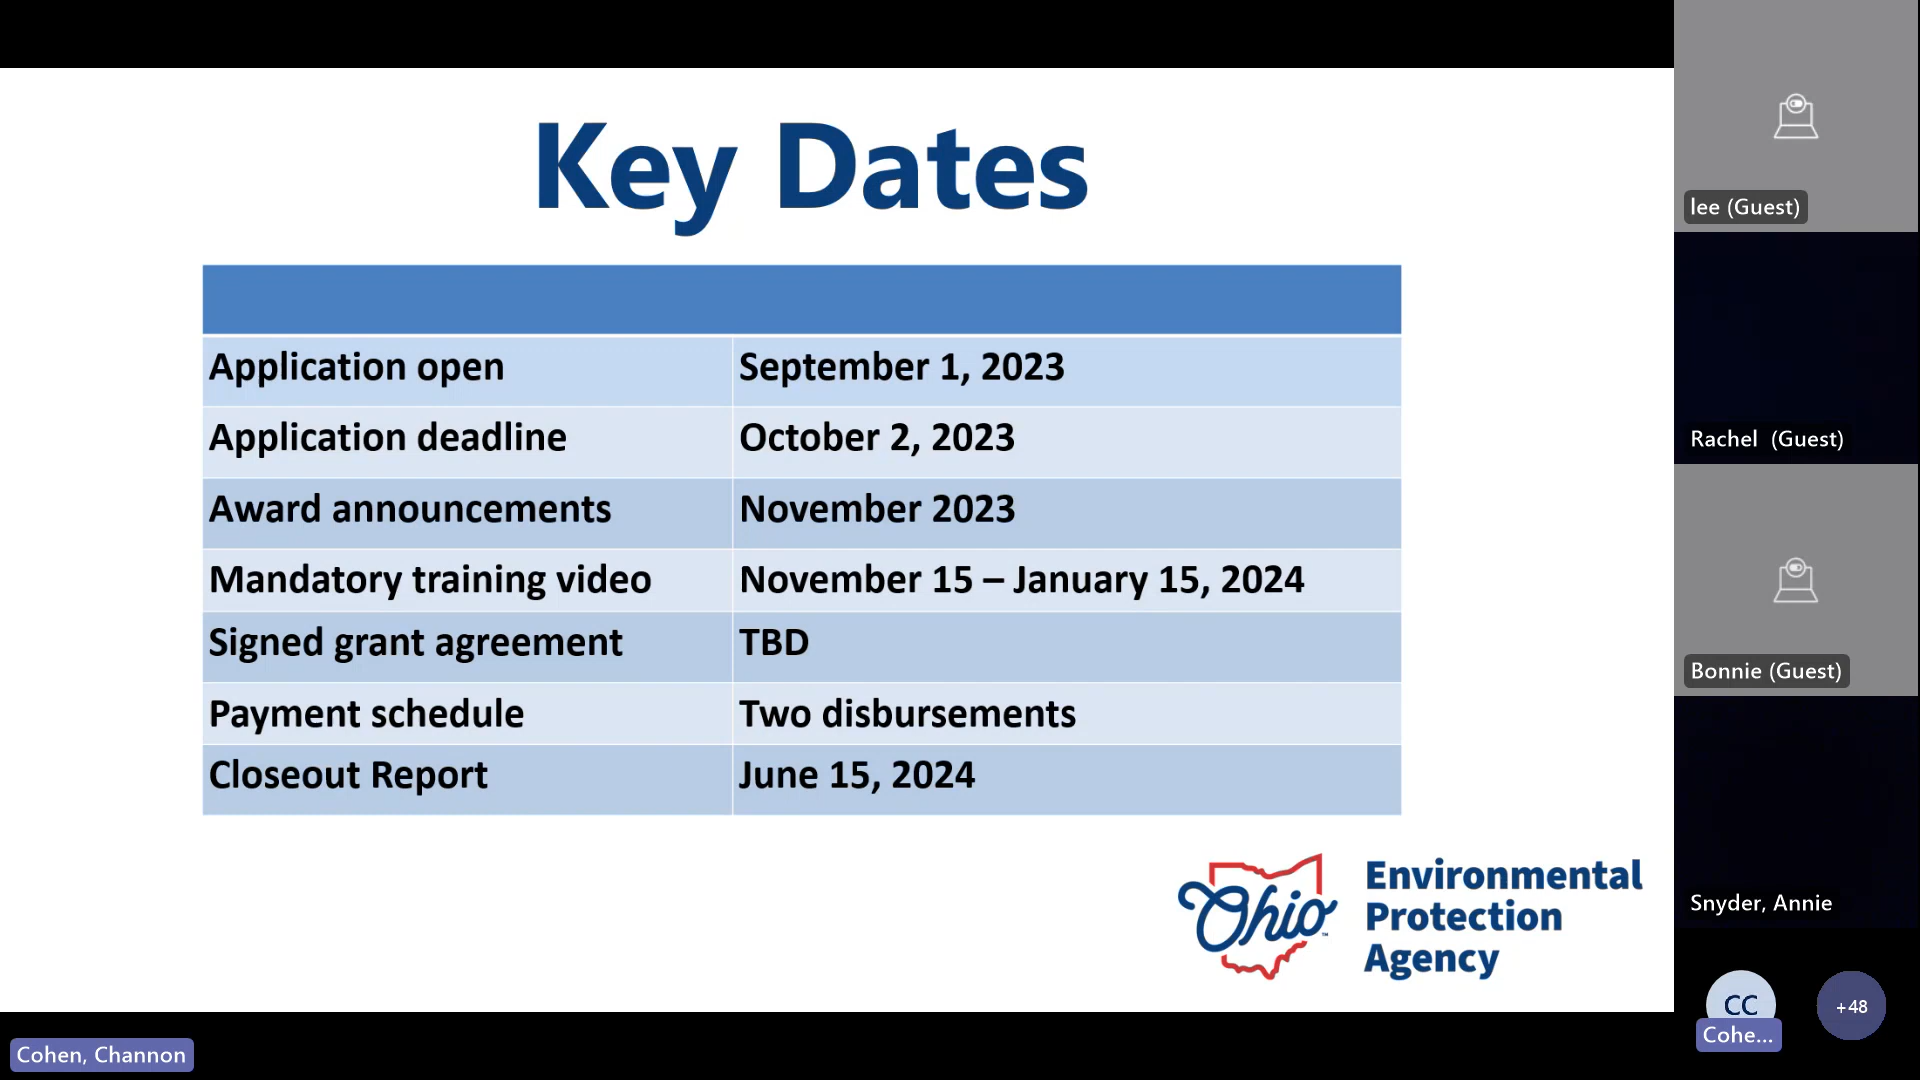 Key Dates
Application open September 1, 2023
Application deadline October 2, 2023
Award announcements November 2023
Mandatory training video November 15 – January 15, 2024
Signed grant agreement TBD
Payment schedule Two disbursements
Closeout Report June 15, 2024
Ohio™
Environmental
Protection
Agency
Cohen, Channon
lee (Guest)
Rachel (Guest)
Bonnie (Guest)
Snyder, Annie
CC
Cohe...
+48